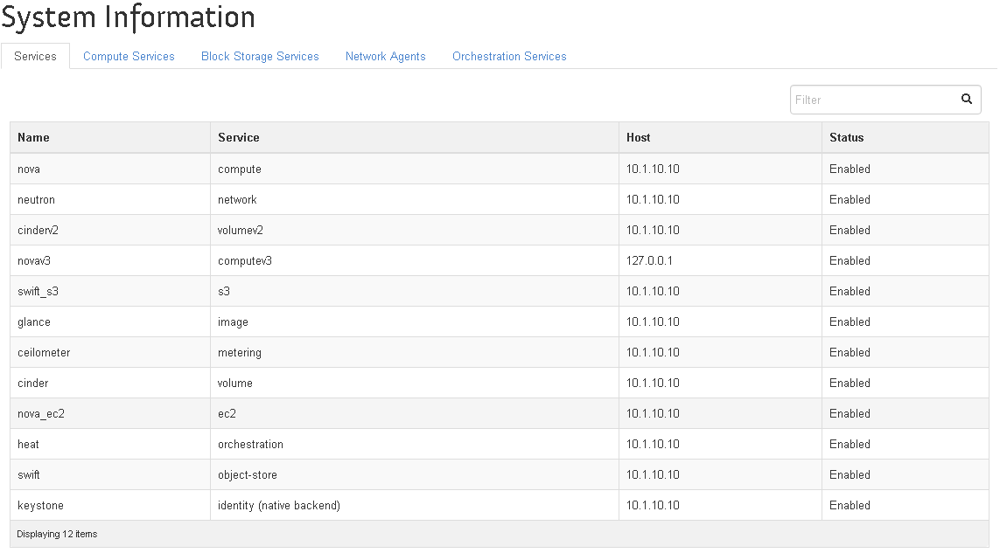 System Information
Services Compute Services Block Storage Services Network Agents Orchestration Services
Filter
Name Service Host Status
nova compute 10.1.10.10 Enabled
neutron network 10.1.10.10 Enabled
cinderv2 volumev2 10.1.10.10 Enabled
novav3 computev3 127.0.0.1 Enabled
swift_s3 s3 10.1.10.10 Enabled
glance image 10.1.10.10 Enabled
ceilometer metering 10.1.10.10 Enabled
cinder volume 10.1.10.10 Enabled
nova_ec2 ec2 10.1.10.10 Enabled
heat orchestration 10.1.10.10 Enabled
swift object-store 10.1.10.10 Enabled
keystone identity (native backend) 10.1.10.10 Enabled
Displaying 12 items